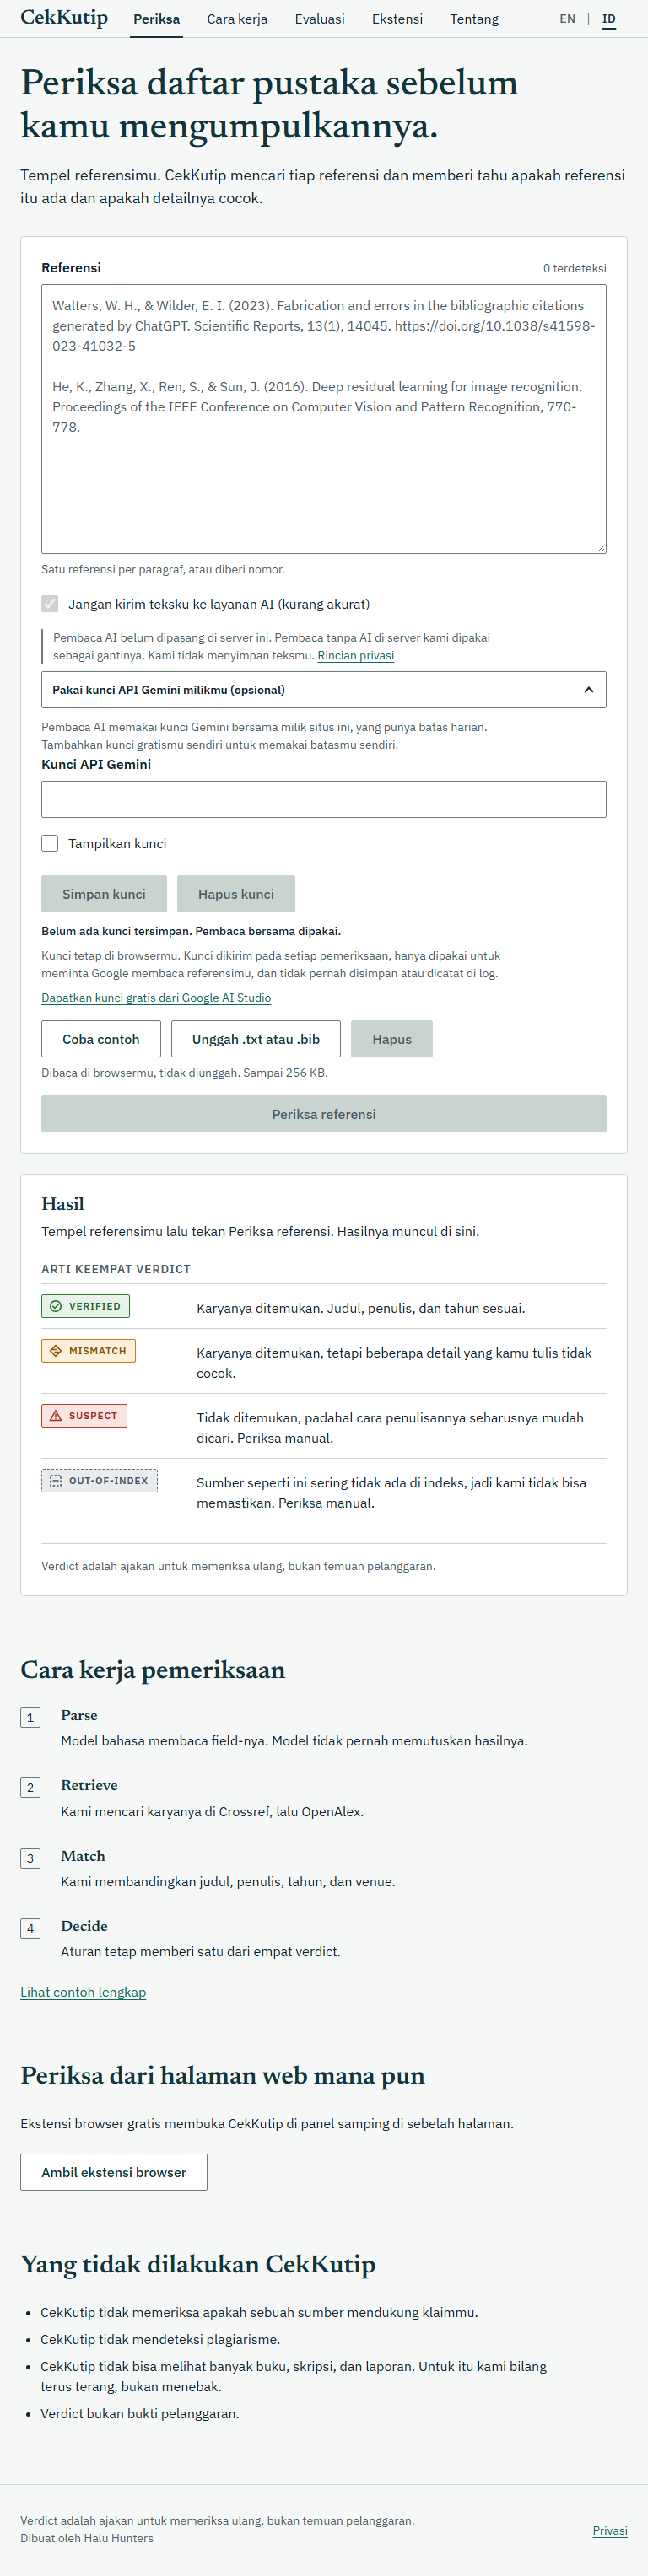 CekKutip Periksa Cara kerja Evaluasi Ekstensi Tentang EN | ID
Periksa daftar pustaka sebelum
kamu mengumpulkannya.
Tempel referensimu. CekKutip mencari tiap referensi dan memberi tahu apakah referensi
itu ada dan apakah detailnya cocok.
Referensi 0 terdeteksi
Walters, W. H., & Wilder, E. I. (2023). Fabrication and errors in the bibliographic citations
generated by ChatGPT. Scientific Reports, 13(1), 14045. https://doi.org/10.1038/s41598-
023-41032-5
He, K., Zhang, X., Ren, S., & Sun, J. (2016). Deep residual learning for image recognition.
Proceedings of the IEEE Conference on Computer Vision and Pattern Recognition, 770-
778.
Satu referensi per paragraf, atau diberi nomor.
Jangan kirim teksku ke layanan AI (kurang akurat)
Pembaca AI belum dipasang di server ini. Pembaca tanpa AI di server kami dipakai
sebagai gantinya. Kami tidak menyimpan teksmu. Rincian privasi
Pakai kunci API Gemini milikmu (opsional)
Pembaca AI memakai kunci Gemini bersama milik situs ini, yang punya batas harian.
Tambahkan kunci gratismu sendiri untuk memakai batasmu sendiri.
Kunci API Gemini
Tampilkan kunci
Simpan kunci Hapus kunci
Belum ada kunci tersimpan. Pembaca bersama dipakai.
Kunci tetap di browsermu. Kunci dikirim pada setiap pemeriksaan, hanya dipakai untuk
meminta Google membaca referensimu, dan tidak pernah disimpan atau dicatat di log.
Dapatkan kunci gratis dari Google AI Studio
Coba contoh Unggah .txt atau .bib Hapus
Dibaca di browsermu, tidak diunggah. Sampai 256 KB.
Periksa referensi
Hasil
Tempel referensimu lalu tekan Periksa referensi. Hasilnya muncul di sini.
ARTI KEEMPAT VERDICT
VERIFIED Karyanya ditemukan. Judul, penulis, dan tahun sesuai.
MISMATCH Karyanya ditemukan, tetapi beberapa detail yang kamu tulis tidak
cocok.
SUSPECT Tidak ditemukan, padahal cara penulisannya seharusnya mudah
dicari. Periksa manual.
OUT-OF-INDEX Sumber seperti ini sering tidak ada di indeks, jadi kami tidak bisa
memastikan. Periksa manual.
Verdict adalah ajakan untuk memeriksa ulang, bukan temuan pelanggaran.
Cara kerja pemeriksaan
1 Parse
Model bahasa membaca field-nya. Model tidak pernah memutuskan hasilnya.
2 Retrieve
Kami mencari karyanya di Crossref, lalu OpenAlex.
3 Match
Kami membandingkan judul, penulis, tahun, dan venue.
4 Decide
Aturan tetap memberi satu dari empat verdict.
Lihat contoh lengkap
Periksa dari halaman web mana pun
Ekstensi browser gratis membuka CekKutip di panel samping di sebelah halaman.
Ambil ekstensi browser
Yang tidak dilakukan CekKutip
• CekKutip tidak memeriksa apakah sebuah sumber mendukung klaimmu.
• CekKutip tidak mendeteksi plagiarisme.
• CekKutip tidak bisa melihat banyak buku, skripsi, dan laporan. Untuk itu kami bilang
terus terang, bukan menebak.
• Verdict bukan bukti pelanggaran.
Verdict adalah ajakan untuk memeriksa ulang, bukan temuan pelanggaran.
Dibuat oleh Halu Hunters
Privasi